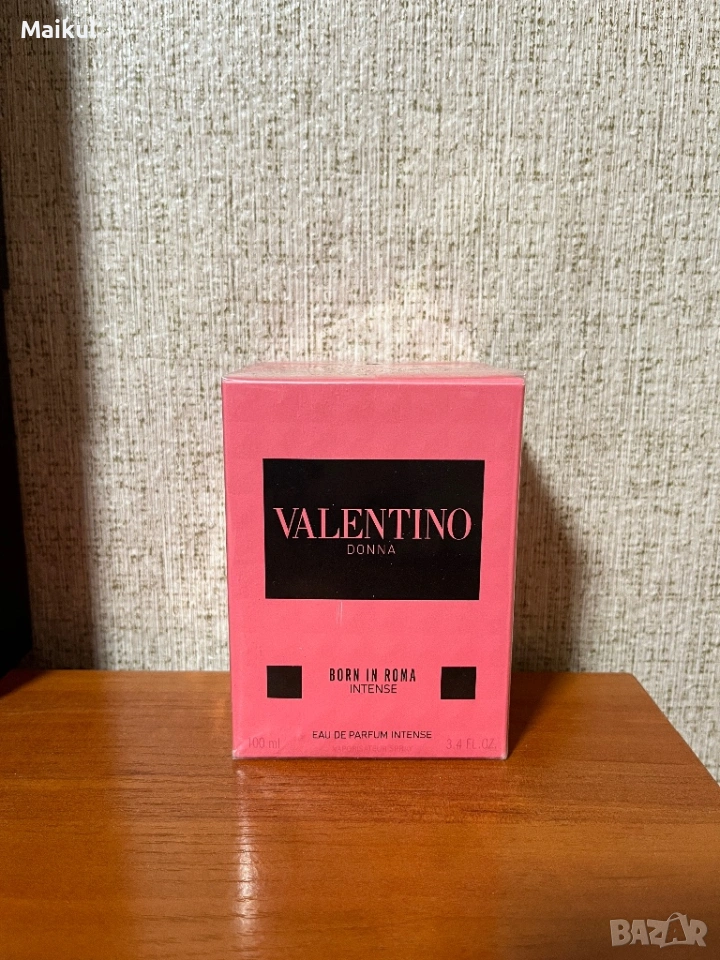 Maikul
VALENTINO
DONNA
BORN IN ROMA
INTENSE
EAU DE PARFUM INTENSE
100 ml
3.4 FL.OZ.
BAZAR